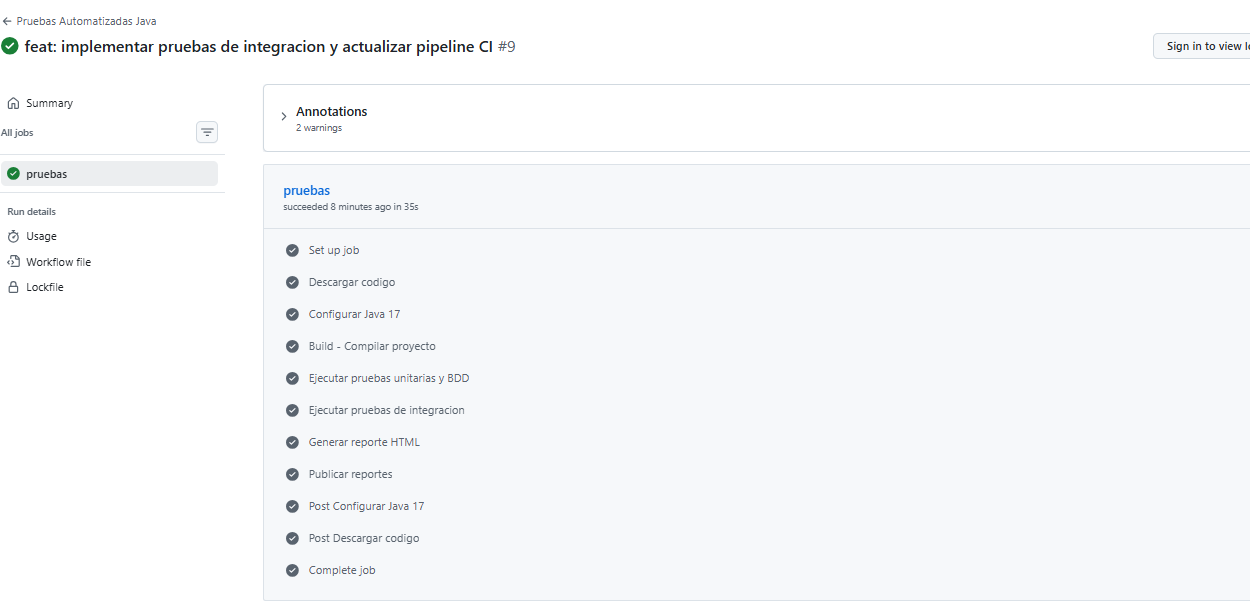 Pruebas Automatizadas Java
feat: implementar pruebas de integracion y actualizar pipeline CI #9
Sign in to view
Summary
All jobs
pruebas
Run details
Usage
Workflow file
Lockfile
Annotations
2 warnings
pruebas
succeeded 8 minutes ago in 35s
Set up job
Descargar codigo
Configurar Java 17
Build - Compilar proyecto
Ejecutar pruebas unitarias y BDD
Ejecutar pruebas de integracion
Generar reporte HTML
Publicar reportes
Post Configurar Java 17
Post Descargar codigo
Complete job